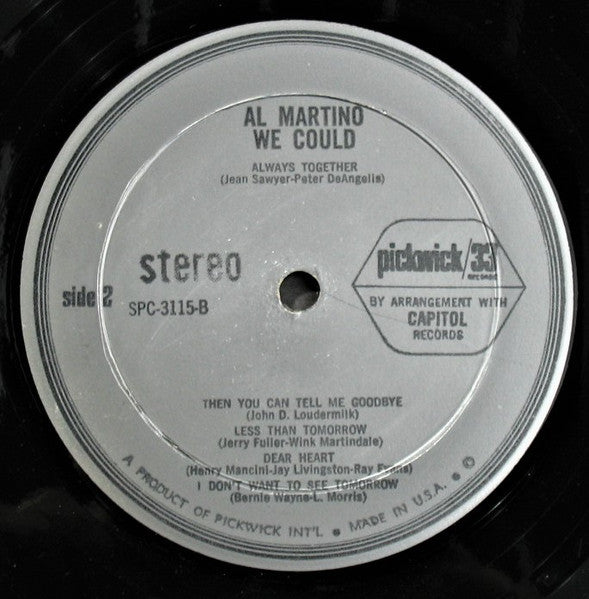 AL MARTINO
WE COULD
ALWAYS TOGETHER
(Jean Sawyer-Peter DeAngelis)
stereo
side 2
SPC-3115-B
pickwick/33
RECORDS
BY ARRANGEMENT WITH
CAPITOL
RECORDS
THEN YOU CAN TELL ME GOODBYE
(John D. Loudermilk)
LESS THAN TOMORROW
(Jerry Fuller-Wink Martindale)
DEAR HEART
(Henry Mancini-Jay Livingston-Ray Evans)
I DON'T WANT TO SEE TOMORROW
(Bernie Wayne-L. Morris)
A PRODUCT OF PICKWICK INT'L. • MADE IN U.S.A. • ©